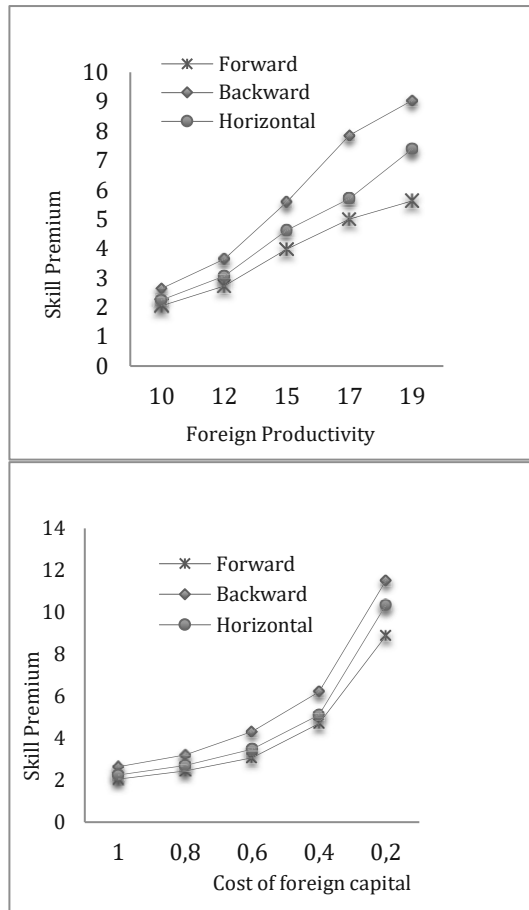 Forward
Backward
Horizontal
10
9
8
7
6
5
4
3
2
1
0
Skill Premium
10 12 15 17 19
Foreign Productivity
Forward
Backward
Horizontal
14
12
10
8
6
4
2
0
Skill Premium
1 0,8 0,6 0,4 0,2
Cost of foreign capital